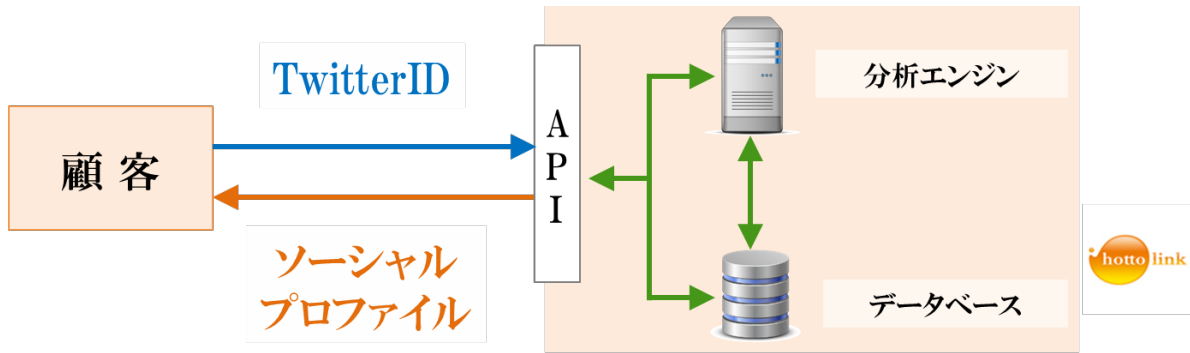 TwitterID
顧客
API
ソーシャル
プロファイル
分析エンジン
データベース
hotto link